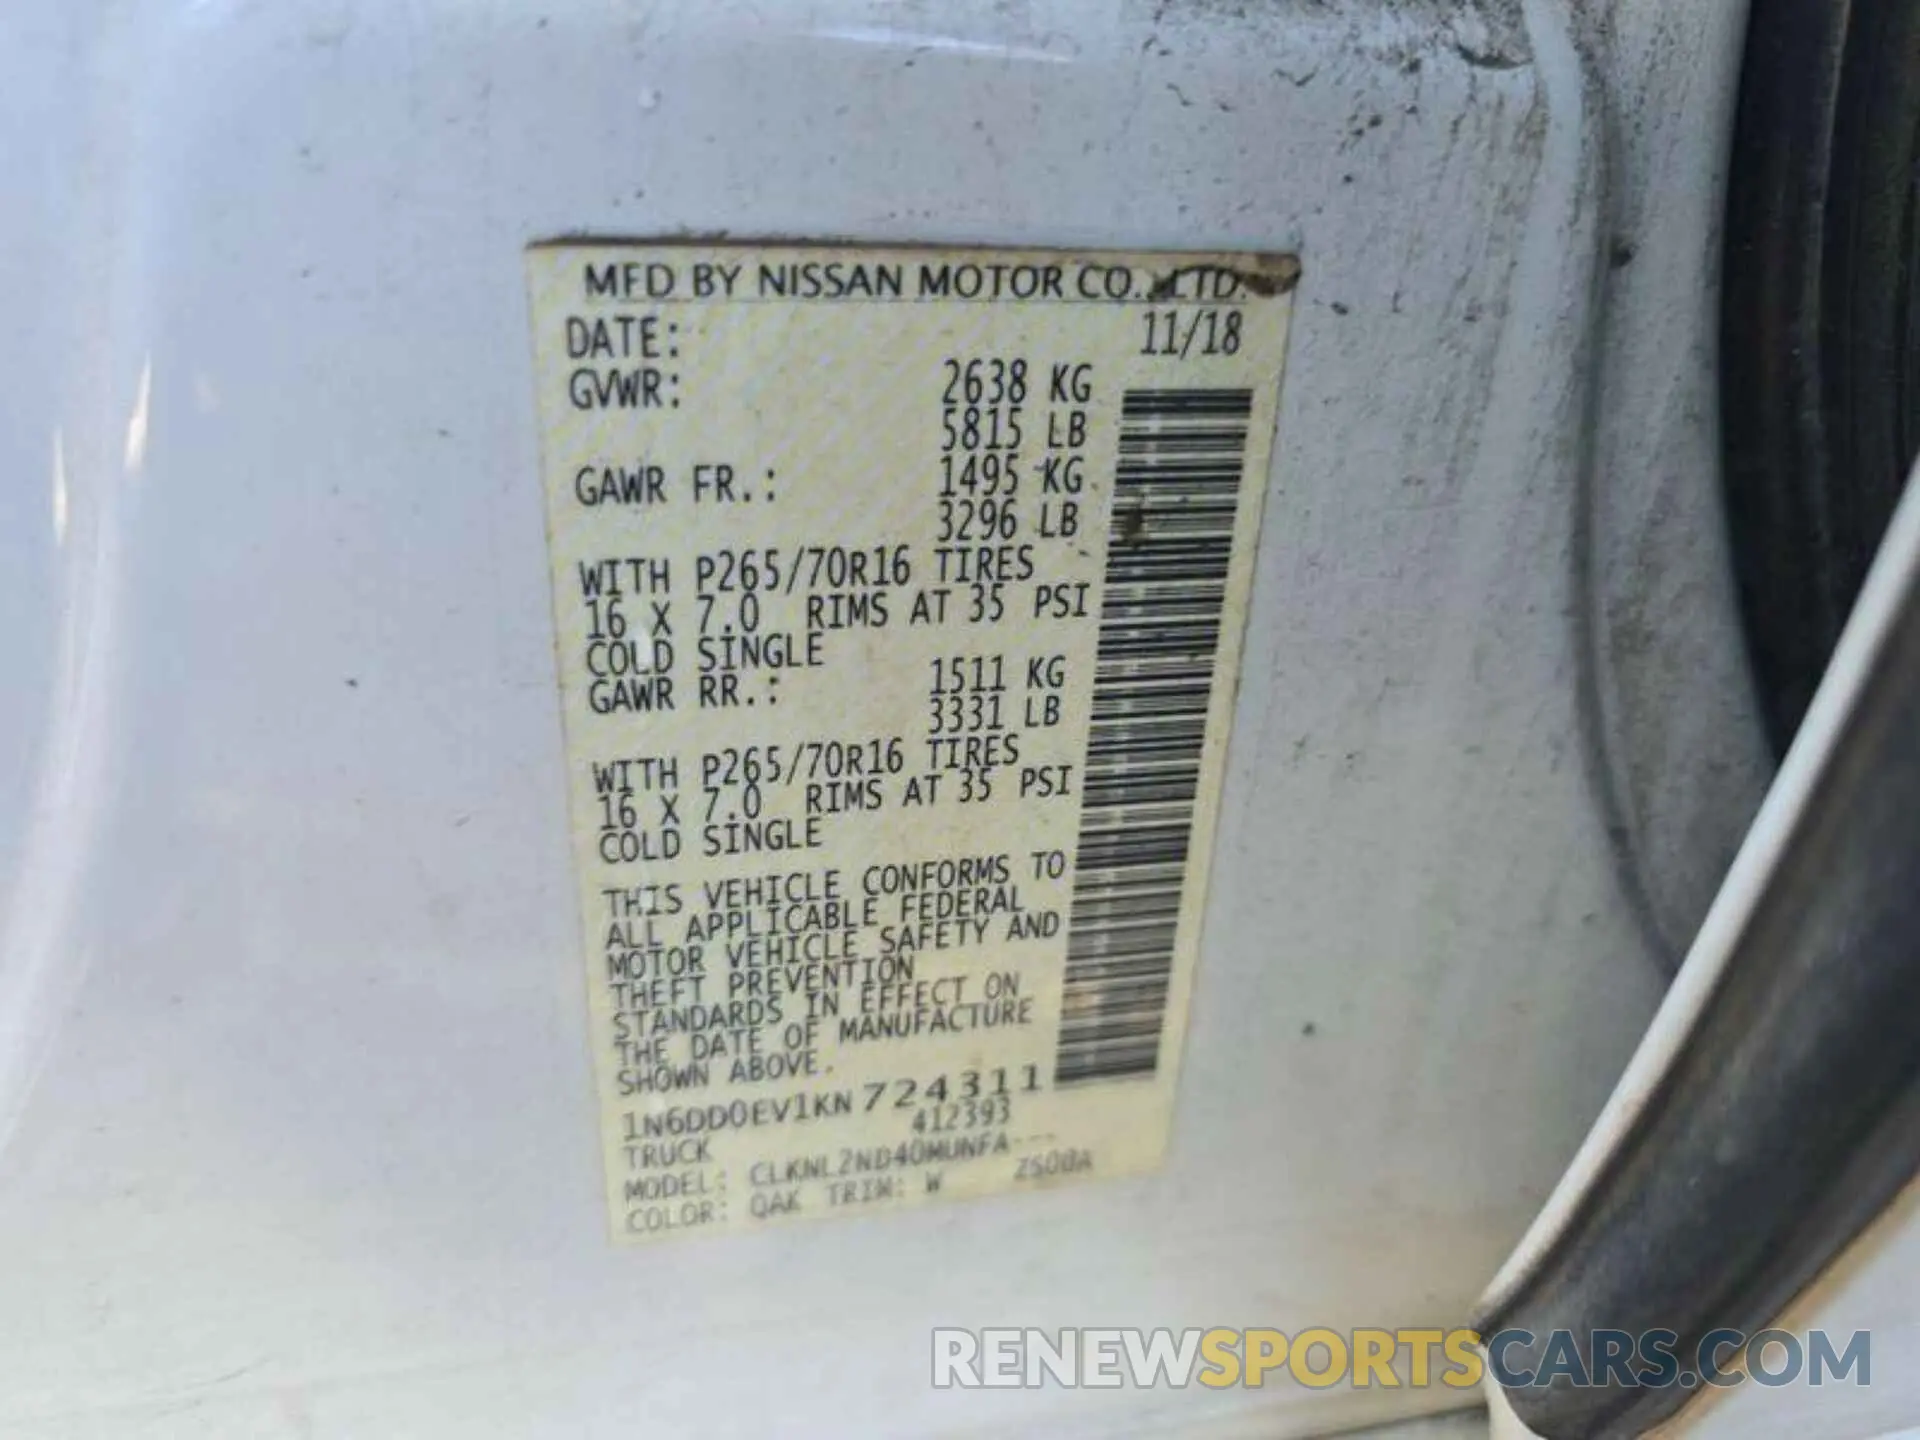 MFD BY NISSAN MOTOR CO., LTD.
DATE: 11/18
GVWR: 2638 KG
5815 LB
GAWR FR.: 1495 KG
3296 LB
WITH P265/70R16 TIRES
16 X 7.0 RIMS AT 35 PSI
COLD SINGLE
GAWR RR.: 1511 KG
3331 LB
WITH P265/70R16 TIRES
16 X 7.0 RIMS AT 35 PSI
COLD SINGLE
THIS VEHICLE CONFORMS TO
ALL APPLICABLE FEDERAL
MOTOR VEHICLE SAFETY AND
THEFT PREVENTION
STANDARDS IN EFFECT ON
THE DATE OF MANUFACTURE
SHOWN ABOVE.
1N6DD0EV1KN724311
TRUCK 412393
MODEL: CLKNL2ND40MUNFA---
COLOR: QAK TRIM: W
RENEWSPORTSCARS.COM